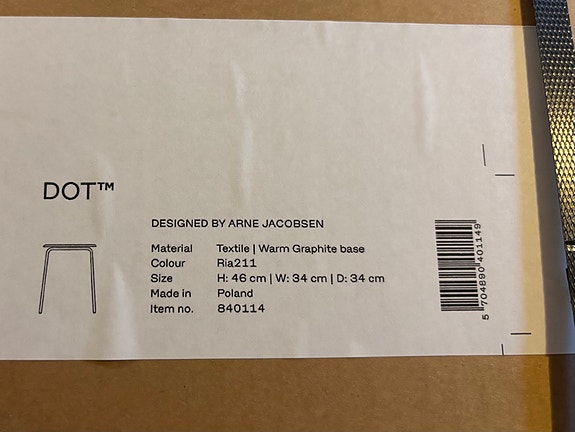 DOT™
DESIGNED BY ARNE JACOBSEN
Material Textile | Warm Graphite base
Colour Ria211
Size H: 46 cm | W: 34 cm | D: 34 cm
Made in Poland
Item no. 840114
5 704890 401149